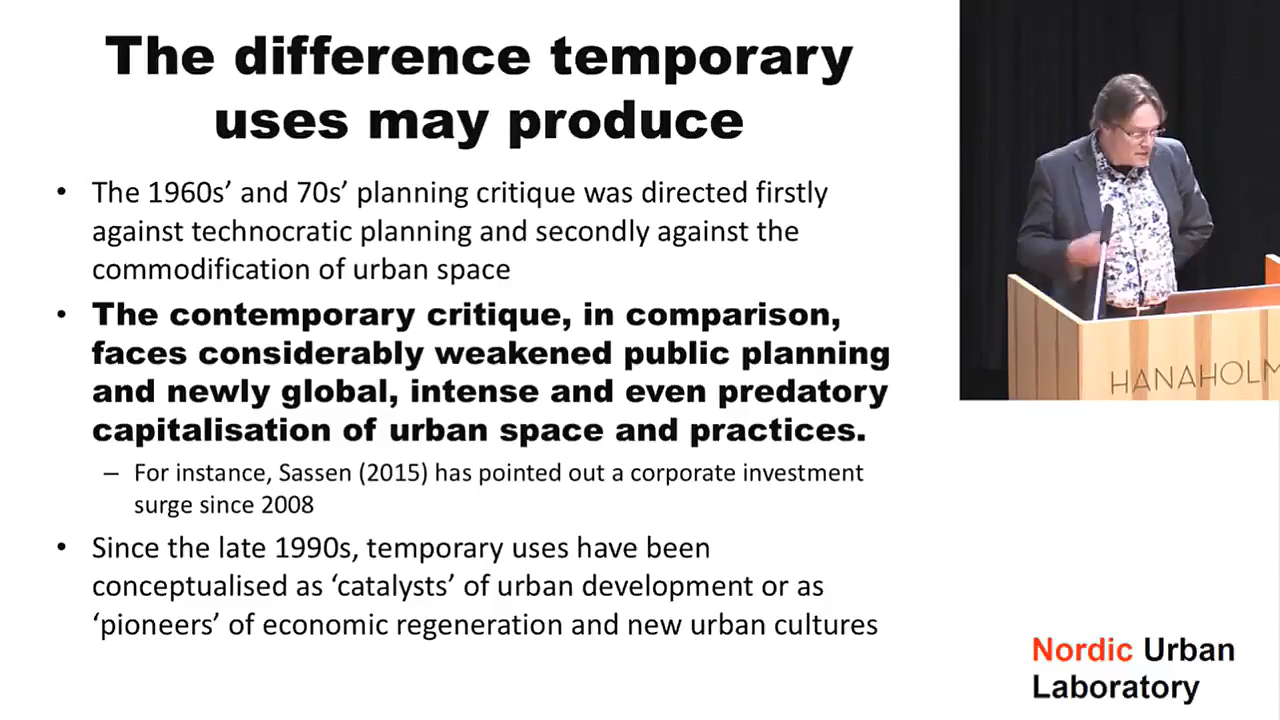 The difference temporary
uses may produce
• The 1960s’ and 70s’ planning critique was directed firstly
against technocratic planning and secondly against the
commodification of urban space
• The contemporary critique, in comparison,
faces considerably weakened public planning
and newly global, intense and even predatory
capitalisation of urban space and practices.
– For instance, Sassen (2015) has pointed out a corporate investment
surge since 2008
• Since the late 1990s, temporary uses have been
conceptualised as ‘catalysts’ of urban development or as
‘pioneers’ of economic regeneration and new urban cultures
HANAHOLM
Nordic Urban
Laboratory